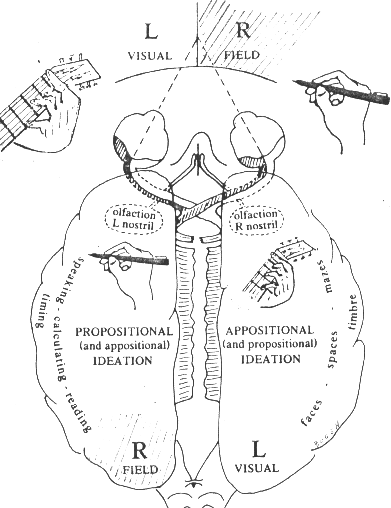 L
VISUAL
R
FIELD
olfaction
L nostril
olfaction
R nostril
speaking - calculating - reading
timing
PROPOSITIONAL
(and appositional)
IDEATION
APPOSITIONAL
(and propositional)
IDEATION
mazes
faces - spaces -
timbre
R
FIELD
L
VISUAL
BOGEN